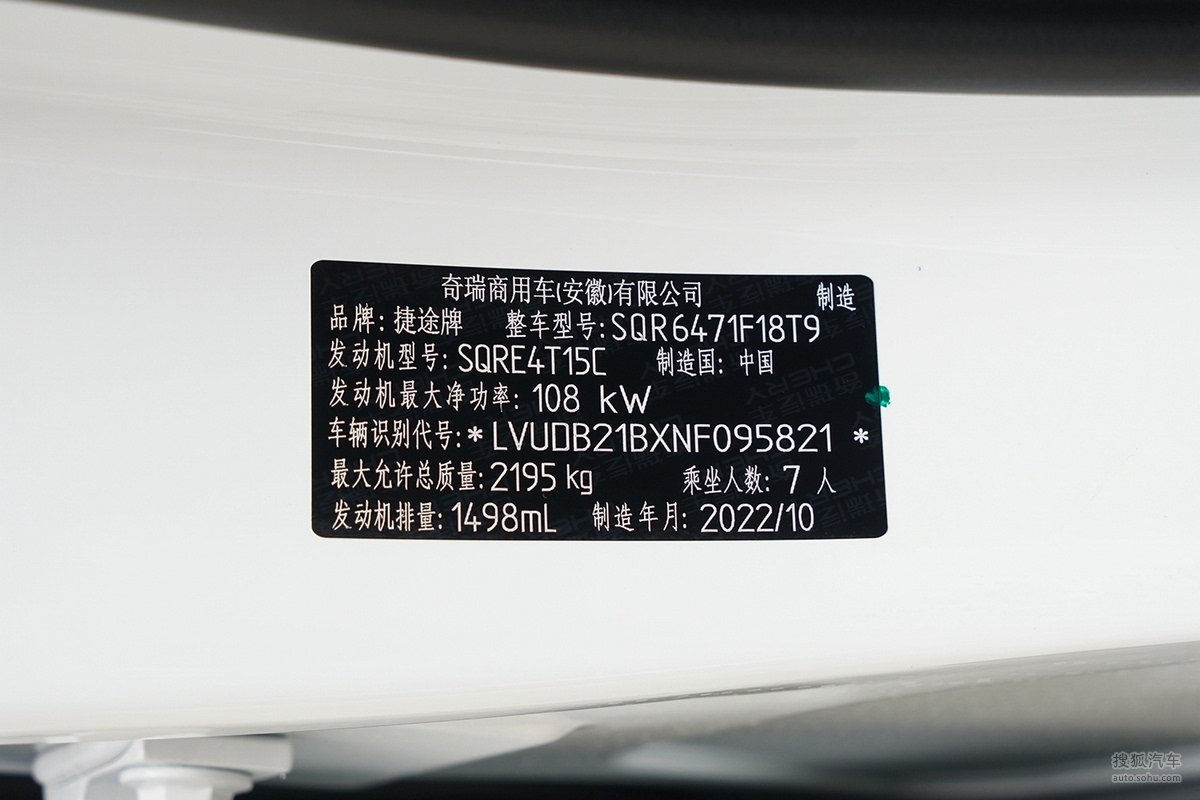 奇瑞商用车(安徽)有限公司 制造
品牌: 捷途牌 整车型号: SQR6471F18T9
发动机型号: SQRE4T15C 制造国: 中国
发动机最大净功率: 108 kW
车辆识别代号: *LVUDB21BXNF095821*
最大允许总质量: 2195 kg 乘坐人数: 7 人
发动机排量: 1498mL 制造年月: 2022/10
搜狐汽车
auto.sohu.com